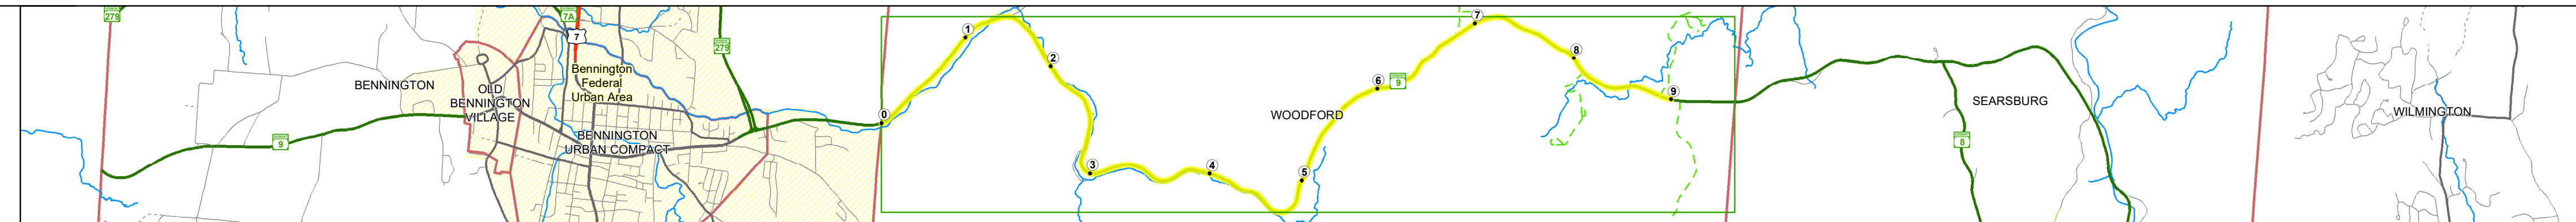 279
7A
7
279
Bennington
Federal
Urban Area
BENNINGTON
OLD
BENNINGTON
VILLAGE
BENNINGTON
URBAN COMPACT
9
0
1
2
3
4
5
6
9
7
8
9
WOODFORD
SEARSBURG
8
WILMINGTON